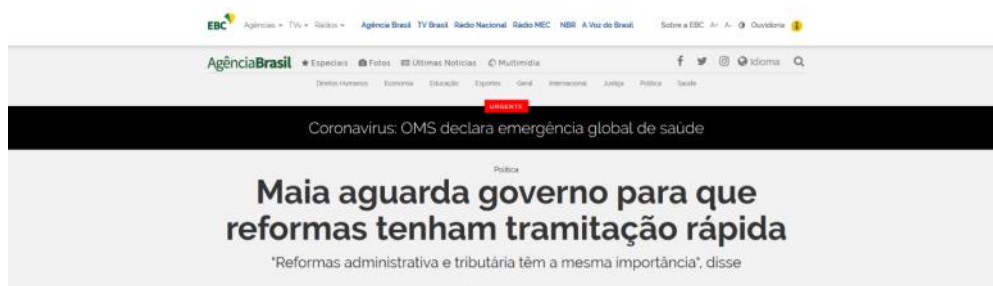 EBC Agências TVs Rádios Agência Brasil TV Brasil Rádio Nacional Rádio MEC NBR A Voz do Brasil Sobre a EBC A+ A- Ouvidoria
AgênciaBrasil Especiais Fotos Últimas Notícias Multimídia Idioma
Direitos Humanos Economia Educação Esportes Geral Internacional Justiça Política Saúde
URGENTE
Coronavírus: OMS declara emergência global de saúde
Política
Maia aguarda governo para que
reformas tenham tramitação rápida
"Reformas administrativa e tributária têm a mesma importância", disse